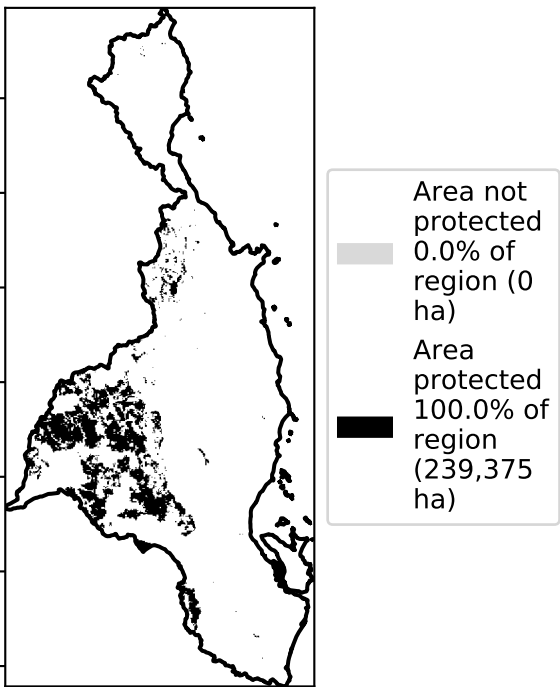 Area not
protected
0.0% of
region (0
ha)
Area
protected
100.0% of
region
(239,375
ha)